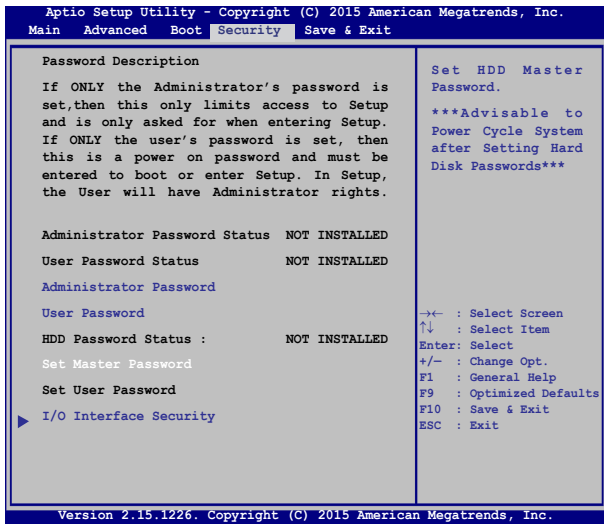 Aptio Setup Utility - Copyright (C) 2015 American Megatrends, Inc.
Main Advanced Boot Security Save & Exit
Password Description
If ONLY the Administrator's password is
set,then this only limits access to Setup
and is only asked for when entering Setup.
If ONLY the user's password is set, then
this is a power on password and must be
entered to boot or enter Setup. In Setup,
the User will have Administrator rights.
Administrator Password Status NOT INSTALLED
User Password Status NOT INSTALLED
Administrator Password
User Password
HDD Password Status : NOT INSTALLED
Set Master Password
Set User Password
I/O Interface Security
Set HDD Master
Password.
***Advisable to
Power Cycle System
after Setting Hard
Disk Passwords***
→← : Select Screen
↑↓ : Select Item
Enter: Select
+/— : Change Opt.
F1 : General Help
F9 : Optimized Defaults
F10 : Save & Exit
ESC : Exit
Version 2.15.1226. Copyright (C) 2015 American Megatrends, Inc.